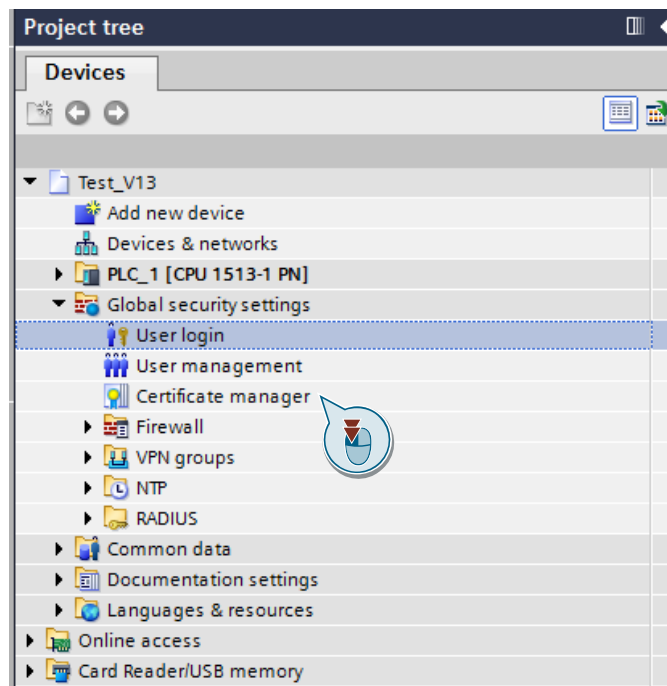 Project tree
Devices
Test_V13
Add new device
Devices & networks
PLC_1 [CPU 1513-1 PN]
Global security settings
User login
User management
Certificate manager
Firewall
VPN groups
NTP
RADIUS
Common data
Documentation settings
Languages & resources
Online access
Card Reader/USB memory